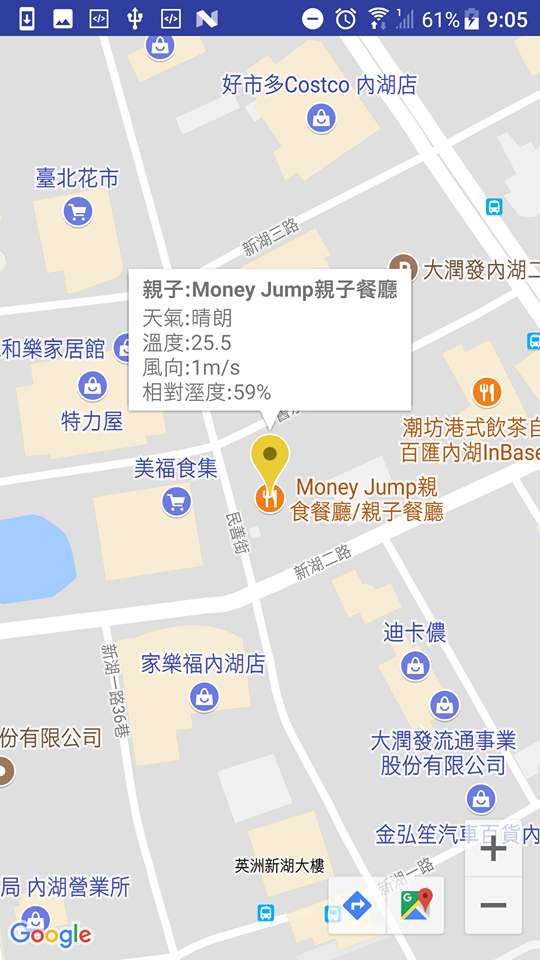 61% 9:05
好市多Costco 內湖店
臺北花市
新湖三路
大潤發內湖二
親子:Money Jump親子餐廳
天氣:晴朗
溫度:25.5
風向:1m/s
相對溼度:59%
和樂家居館
特力屋
潮坊港式飲茶自
百匯內湖InBase
美福食集
Money Jump親
食餐廳/親子餐廳
民善街
新湖二路
迪卡儂
新湖一路36巷
家樂福內湖店
份有限公司
大潤發流通事業
股份有限公司
金弘笙汽車百貨內
英洲新湖大樓
新湖一路
局 內湖營業所
Google